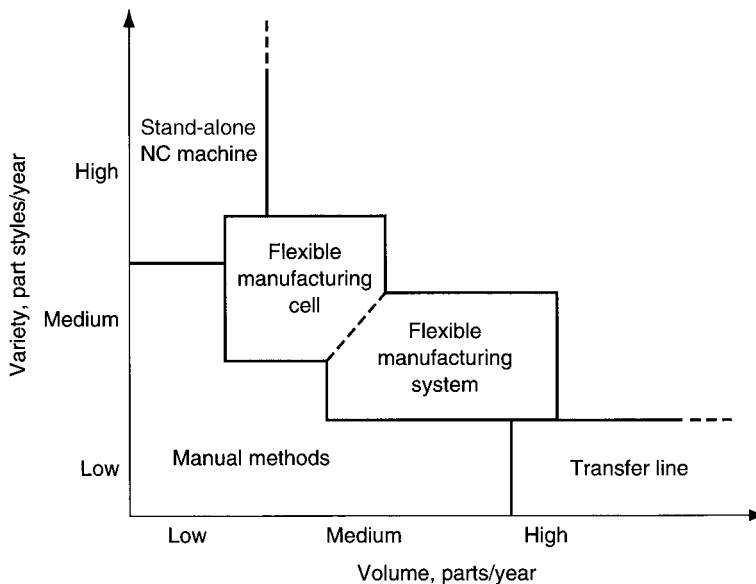 Variety, part styles/year
High
Medium
Low
Stand-alone
NC machine
Flexible
manufacturing
cell
Flexible
manufacturing
system
Manual methods
Transfer line
Low
Medium
High
Volume, parts/year